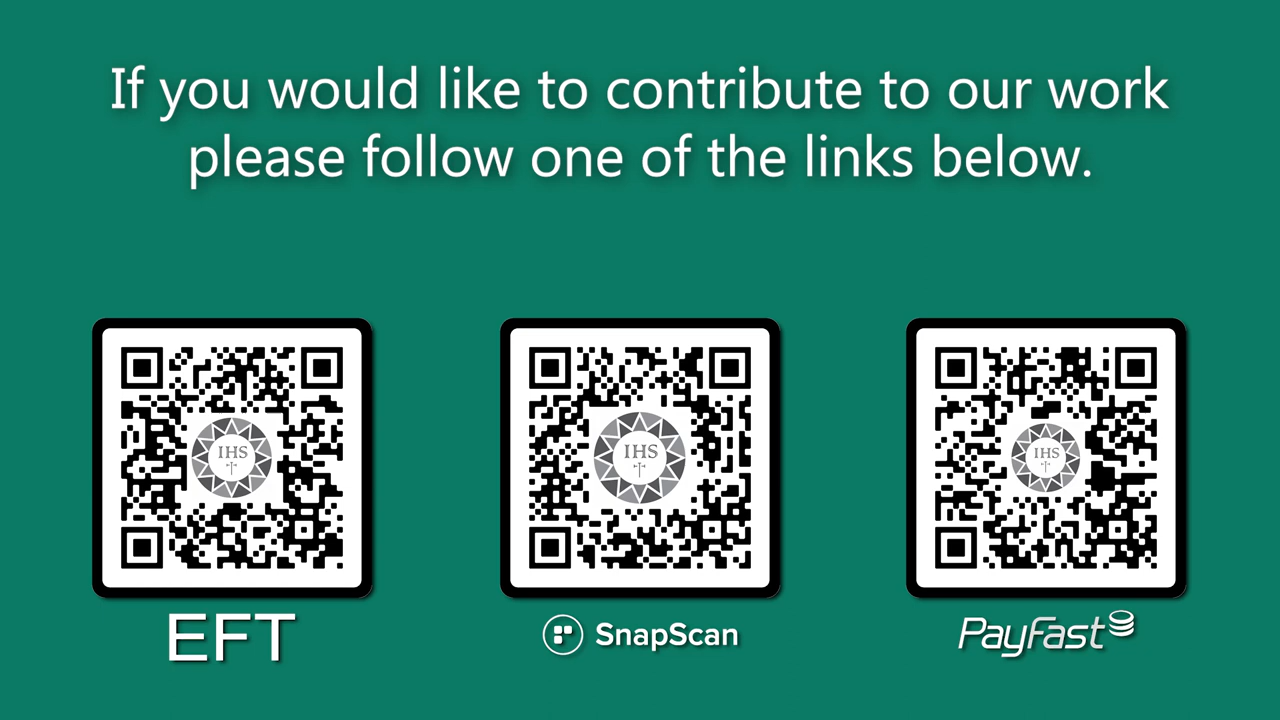 If you would like to contribute to our work
please follow one of the links below.
IHS
IHS
IHS
EFT
SnapScan
PayFast